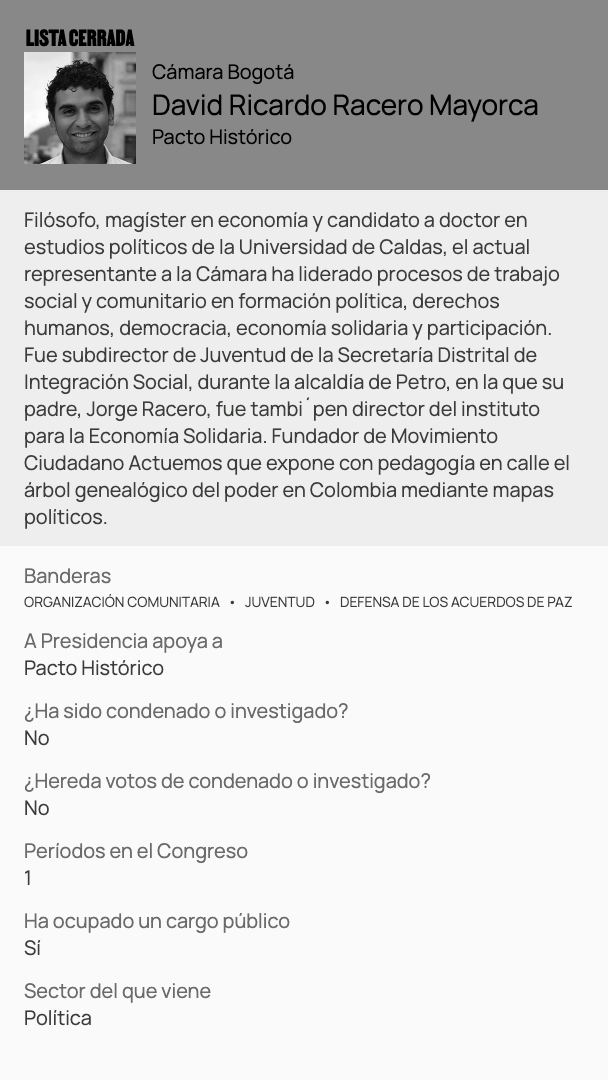 LISTA CERRADA
Cámara Bogotá
David Ricardo Racero Mayorca
Pacto Histórico
Filósofo, magíster en economía y candidato a doctor en
estudios políticos de la Universidad de Caldas, el actual
representante a la Cámara ha liderado procesos de trabajo
social y comunitario en formación política, derechos
humanos, democracia, economía solidaria y participación.
Fue subdirector de Juventud de la Secretaría Distrital de
Integración Social, durante la alcaldía de Petro, en la que su
padre, Jorge Racero, fue tambi´pen director del instituto
para la Economía Solidaria. Fundador de Movimiento
Ciudadano Actuemos que expone con pedagogía en calle el
árbol genealógico del poder en Colombia mediante mapas
políticos.
Banderas
ORGANIZACIÓN COMUNITARIA • JUVENTUD • DEFENSA DE LOS ACUERDOS DE PAZ
A Presidencia apoya a
Pacto Histórico
¿Ha sido condenado o investigado?
No
¿Hereda votos de condenado o investigado?
No
Períodos en el Congreso
1
Ha ocupado un cargo público
Sí
Sector del que viene
Política